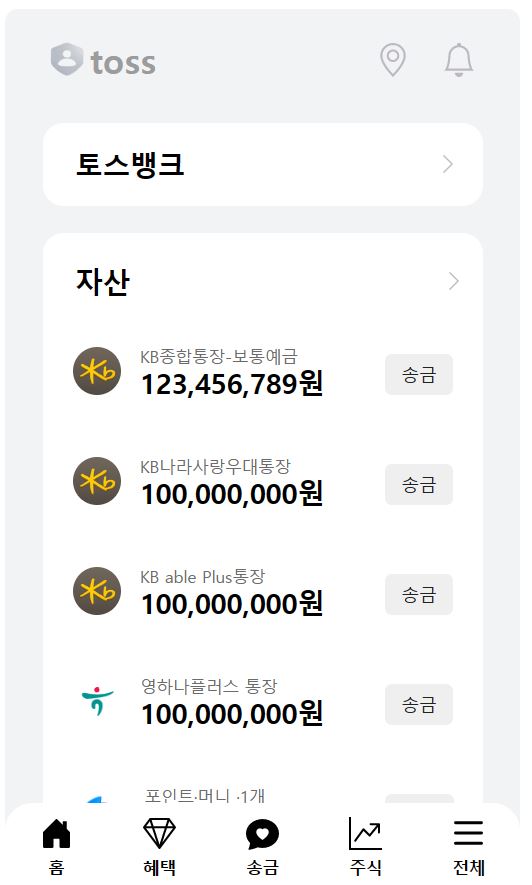 toss
토스뱅크
자산
KB종합통장-보통예금
123,456,789원
송금
KB나라사랑우대통장
100,000,000원
송금
KB able Plus통장
100,000,000원
송금
영하나플러스 통장
100,000,000원
송금
포인트·머니 ·1개
홈
혜택
송금
주식
전체